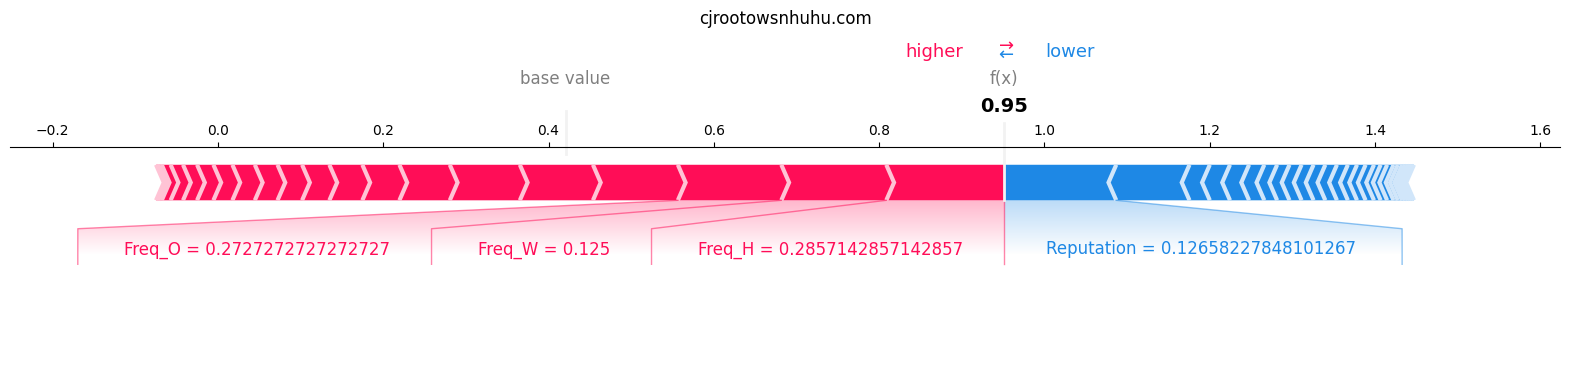 cjrootowsnhuhu.com
higher ⇄ lower
base value f(x)
0.95
−0.2 0.0 0.2 0.4 0.6 0.8 1.0 1.2 1.4 1.6
Freq_O = 0.2727272727272727 Freq_W = 0.125 Freq_H = 0.2857142857142857 Reputation = 0.12658227848101267